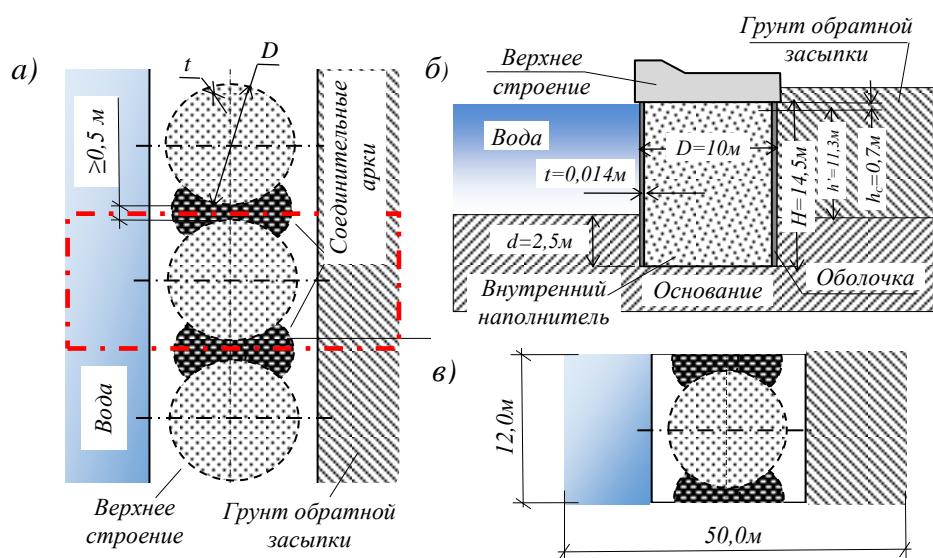 а)
t
D
≥0,5 м
Соединительные
арки
Вода
Верхнее
строение
Грунт обратной
засыпки
б)
Верхнее
строение
Грунт обратной
засыпки
Вода
D=10м
t=0,014м
H=14,5м
h'=11.3м
hс=0,7м
d=2,5м
Внутренний
наполнитель
Основание
Оболочка
в)
12,0м
50,0м